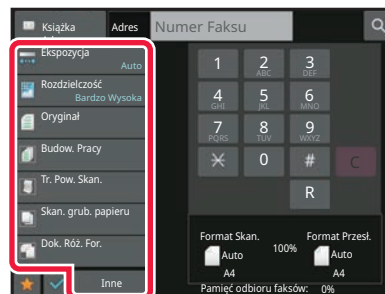 Książka
Adres
Numer Faksu
Ekspozycja
Auto
Rozdzielczość
Bardzo Wysoka
Oryginał
Budow. Pracy
Tr. Pow. Skan.
Skan. grub. papieru
Dok. Róż. For.
Inne
1
2
ABC
3
DEF
4
GHI
5
JKL
6
MNO
7
PQRS
8
TUV
9
WXYZ
0
#
C
R
Format Skan.
Auto
A4
100%
Format Przesł.
Auto
A4
Pamięć odbioru faksów: 0%